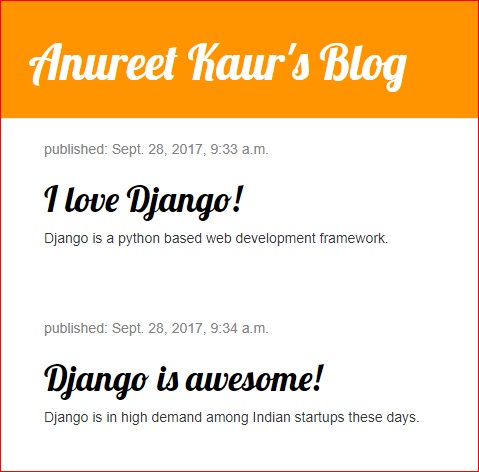 Anureet Kaur's Blog
published: Sept. 28, 2017, 9:33 a.m.
I love Django!
Django is a python based web development framework.
published: Sept. 28, 2017, 9:34 a.m.
Django is awesome!
Django is in high demand among Indian startups these days.